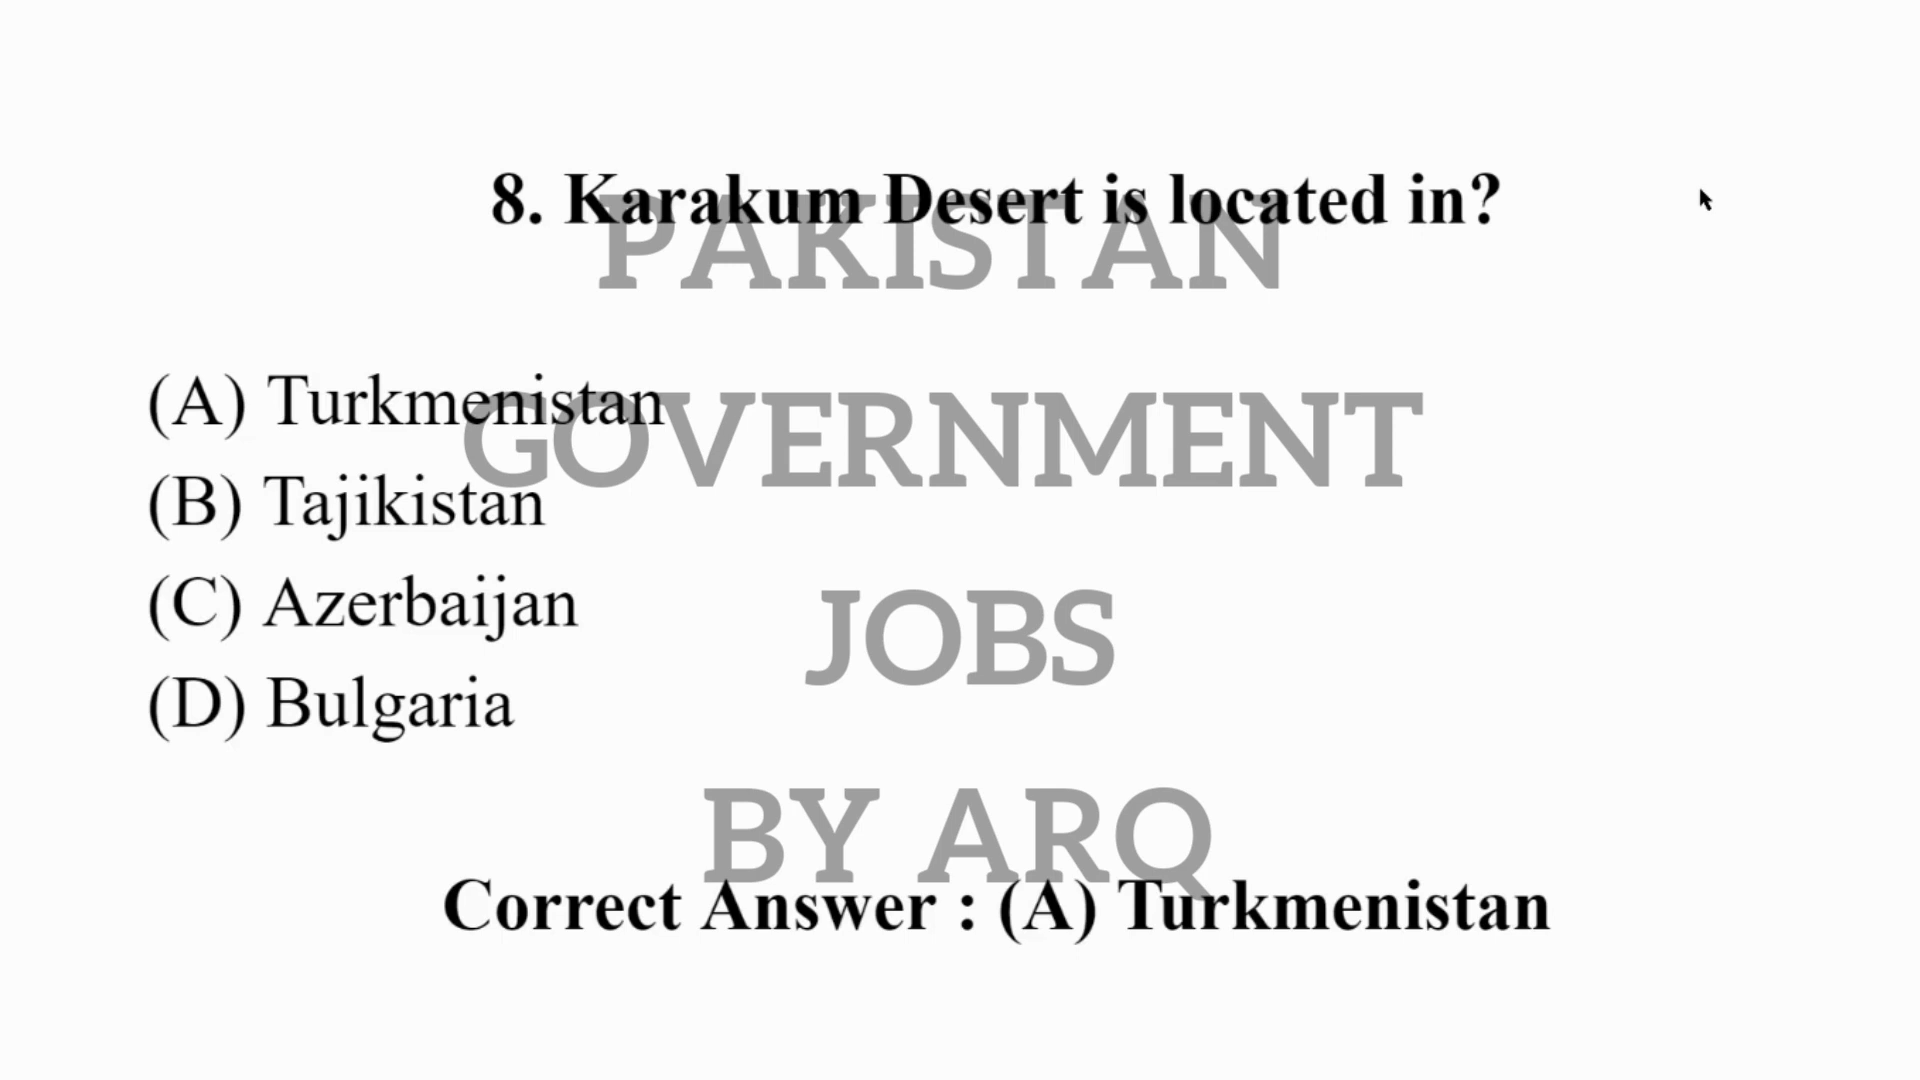 8. Karakum Desert is located in?
PAKISTAN
(A) Turkmenistan
GOVERNMENT
(B) Tajikistan
(C) Azerbaijan
JOBS
(D) Bulgaria
BY ARQ
Correct Answer : (A) Turkmenistan